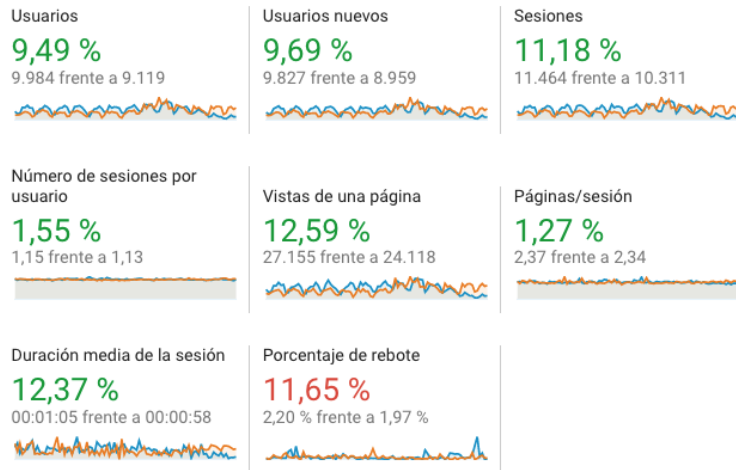 Usuarios
9,49 %
9.984 frente a 9.119
Usuarios nuevos
9,69 %
9.827 frente a 8.959
Sesiones
11,18 %
11.464 frente a 10.311
Número de sesiones por
usuario
1,55 %
1,15 frente a 1,13
Vistas de una página
12,59 %
27.155 frente a 24.118
Páginas/sesión
1,27 %
2,37 frente a 2,34
Duración media de la sesión
12,37 %
00:01:05 frente a 00:00:58
Porcentaje de rebote
11,65 %
2,20 % frente a 1,97 %